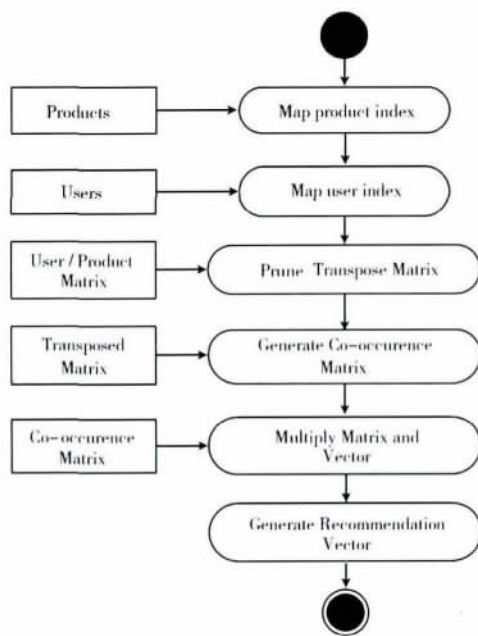 Products
Map product index
Users
Map user index
User / Product
Matrix
Prune Transpose Matrix
Transposed
Matrix
Generate Co-occurence
Matrix
Co-occurence
Matrix
Multiply Matrix and
Vector
Generate Recommendation
Vector